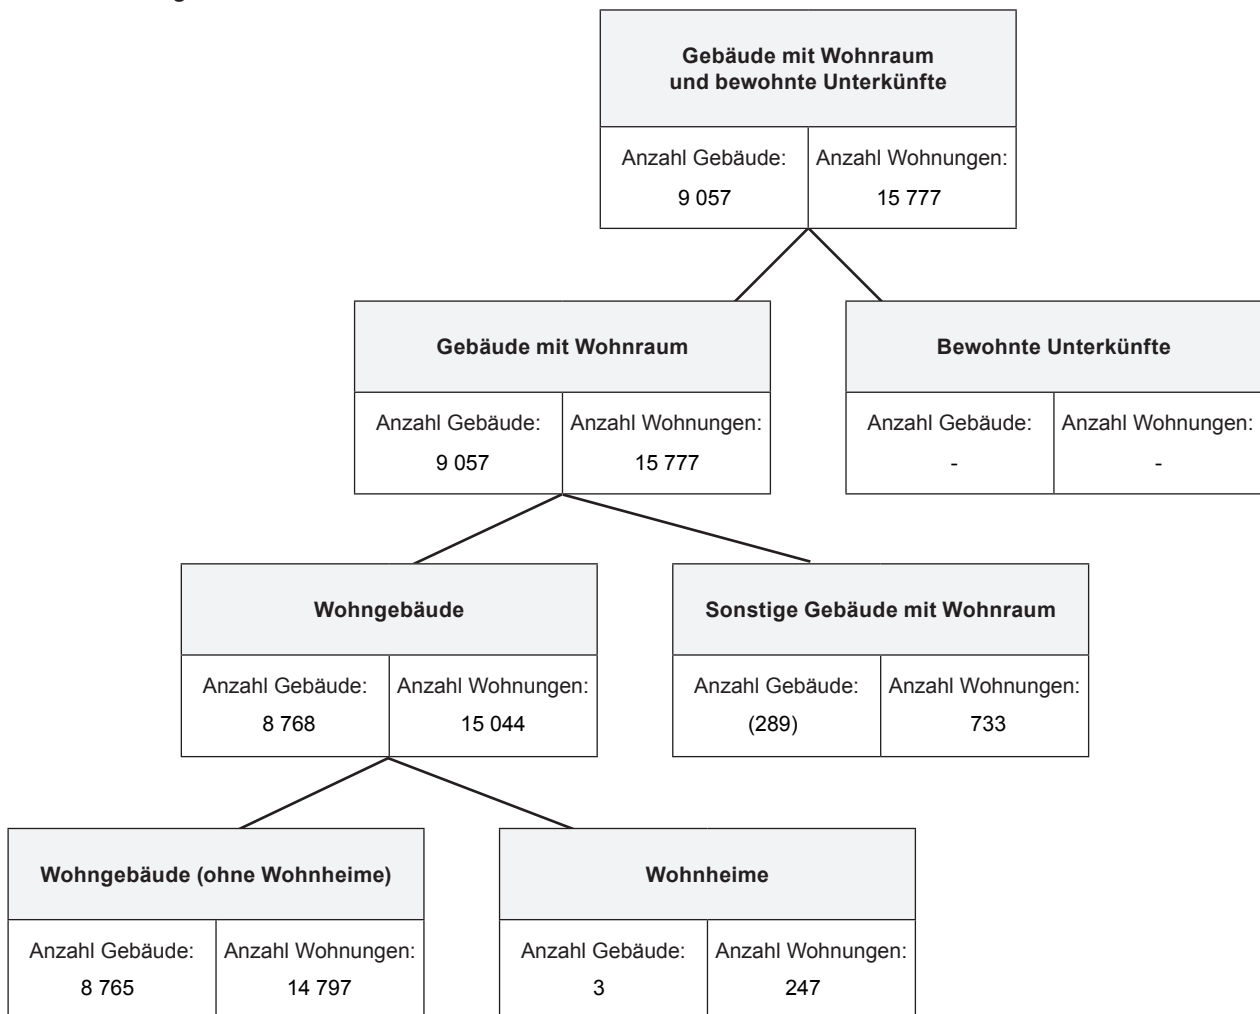 Gebäude mit Wohnraum
und bewohnte Unterkünfte
Anzahl Gebäude: Anzahl Wohnungen:
9 057 15 777
Gebäude mit Wohnraum
Anzahl Gebäude: Anzahl Wohnungen:
9 057 15 777
Bewohnte Unterkünfte
Anzahl Gebäude: Anzahl Wohnungen:
- -
Wohngebäude
Anzahl Gebäude: Anzahl Wohnungen:
8 768 15 044
Sonstige Gebäude mit Wohnraum
Anzahl Gebäude: Anzahl Wohnungen:
(289) 733
Wohngebäude (ohne Wohnheime)
Anzahl Gebäude: Anzahl Wohnungen:
8 765 14 797
Wohnheime
Anzahl Gebäude: Anzahl Wohnungen:
3 247